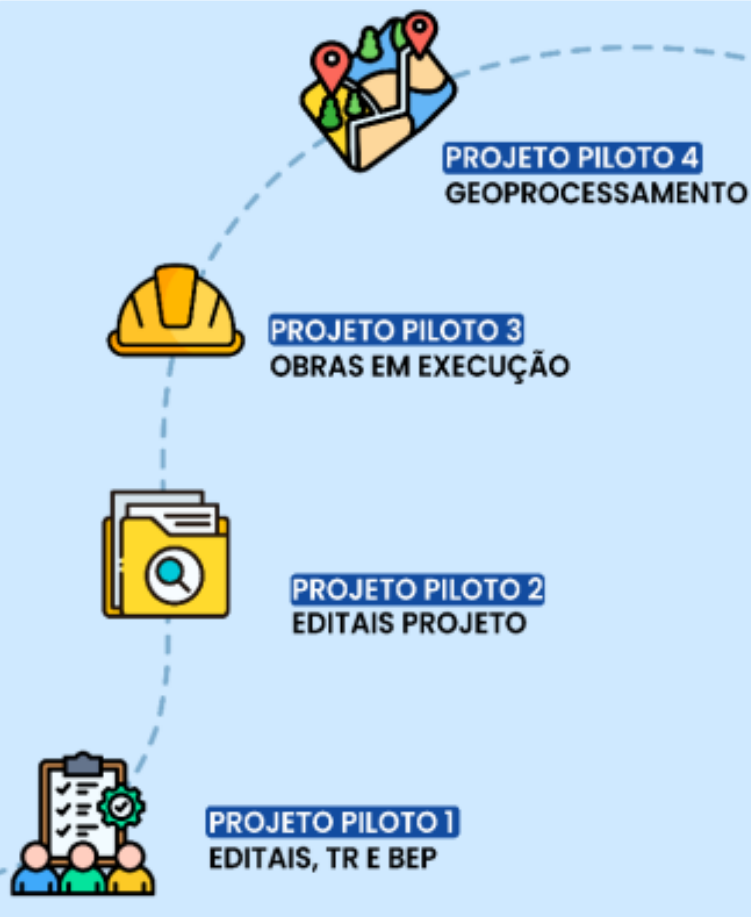 PROJETO PILOTO 4
GEOPROCESSAMENTO
PROJETO PILOTO 3
OBRAS EM EXECUÇÃO
PROJETO PILOTO 2
EDITAIS PROJETO
PROJETO PILOTO 1
EDITAIS, TR E BEP